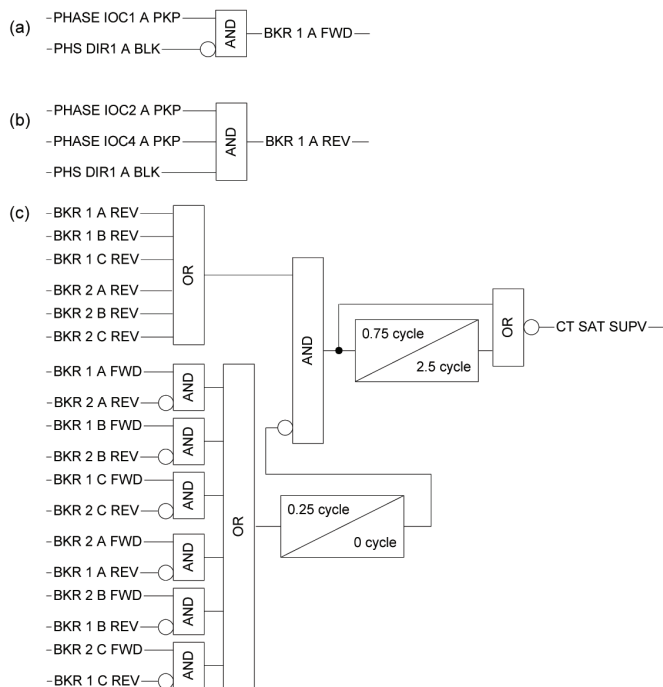 (a)
PHASE IOC1 A PKP
PHS DIR1 A BLK
AND
BKR 1 A FWD
(b)
PHASE IOC2 A PKP
PHASE IOC4 A PKP
PHS DIR1 A BLK
AND
BKR 1 A REV
(c)
BKR 1 A REV
BKR 1 B REV
BKR 1 C REV
BKR 2 A REV
BKR 2 B REV
BKR 2 C REV
OR
BKR 1 A FWD
BKR 2 A REV
AND
BKR 1 B FWD
BKR 2 B REV
AND
BKR 1 C FWD
BKR 2 C REV
AND
BKR 2 A FWD
BKR 1 A REV
AND
BKR 2 B FWD
BKR 1 B REV
AND
BKR 2 C FWD
BKR 1 C REV
AND
OR
0.25 cycle
0 cycle
AND
0.75 cycle
2.5 cycle
OR
CT SAT SUPV